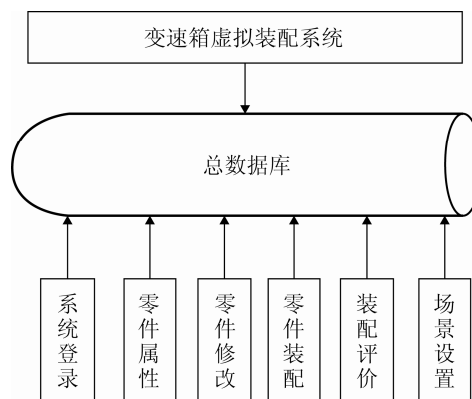 变速箱虚拟装配系统
总数据库
系统登录
零件属性
零件修改
零件装配
装配评价
场景设置